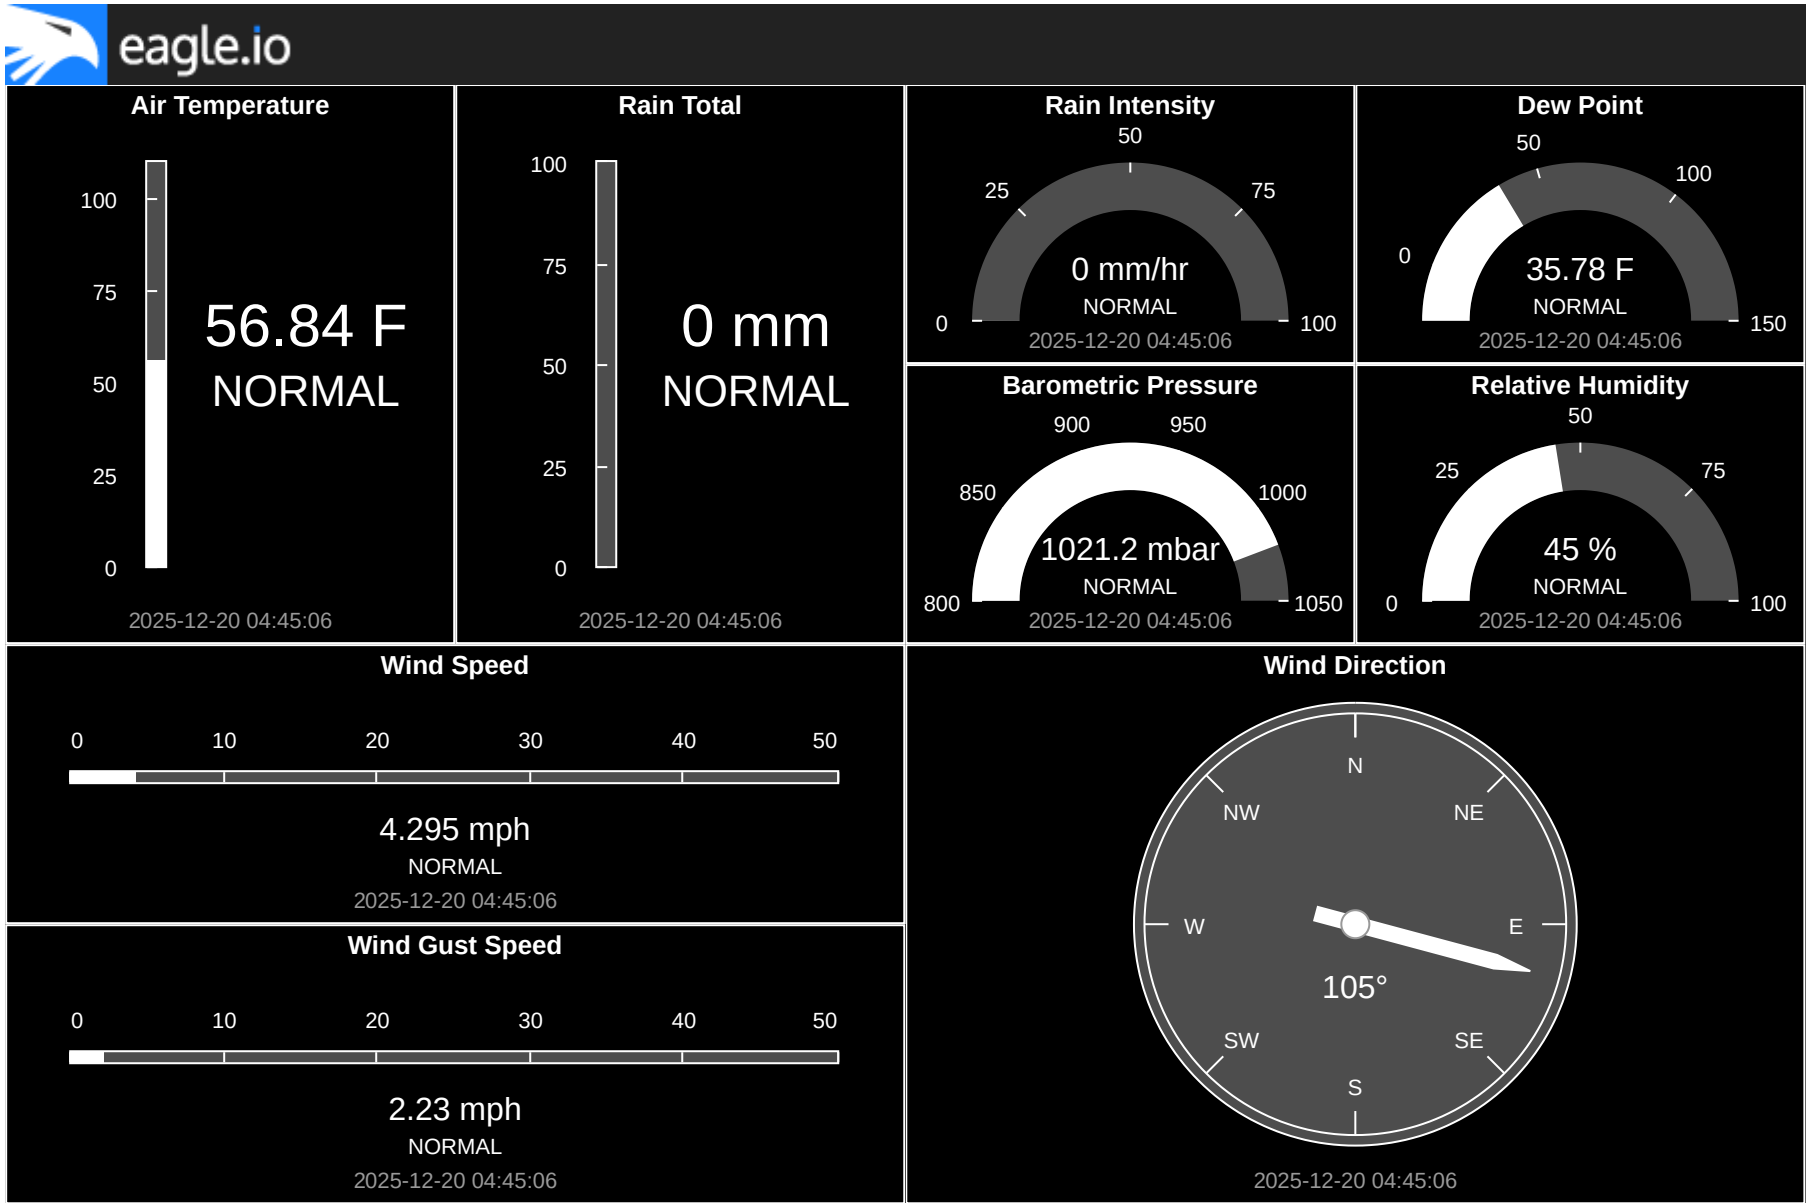 eagle.io
Air Temperature
100
75
50
25
0
56.84 F
NORMAL
2025-12-20 04:45:06
Rain Total
100
75
50
25
0
0 mm
NORMAL
2025-12-20 04:45:06
Rain Intensity
50
25
75
0
100
0 mm/hr
NORMAL
2025-12-20 04:45:06
Dew Point
50
100
0
150
35.78 F
NORMAL
2025-12-20 04:45:06
Barometric Pressure
900
950
850
1000
800
1050
1021.2 mbar
NORMAL
2025-12-20 04:45:06
Relative Humidity
50
25
75
0
100
45 %
NORMAL
2025-12-20 04:45:06
Wind Speed
0 10 20 30 40 50
4.295 mph
NORMAL
2025-12-20 04:45:06
Wind Gust Speed
0 10 20 30 40 50
2.23 mph
NORMAL
2025-12-20 04:45:06
Wind Direction
N
NW NE
W E
105°
SW SE
S
2025-12-20 04:45:06